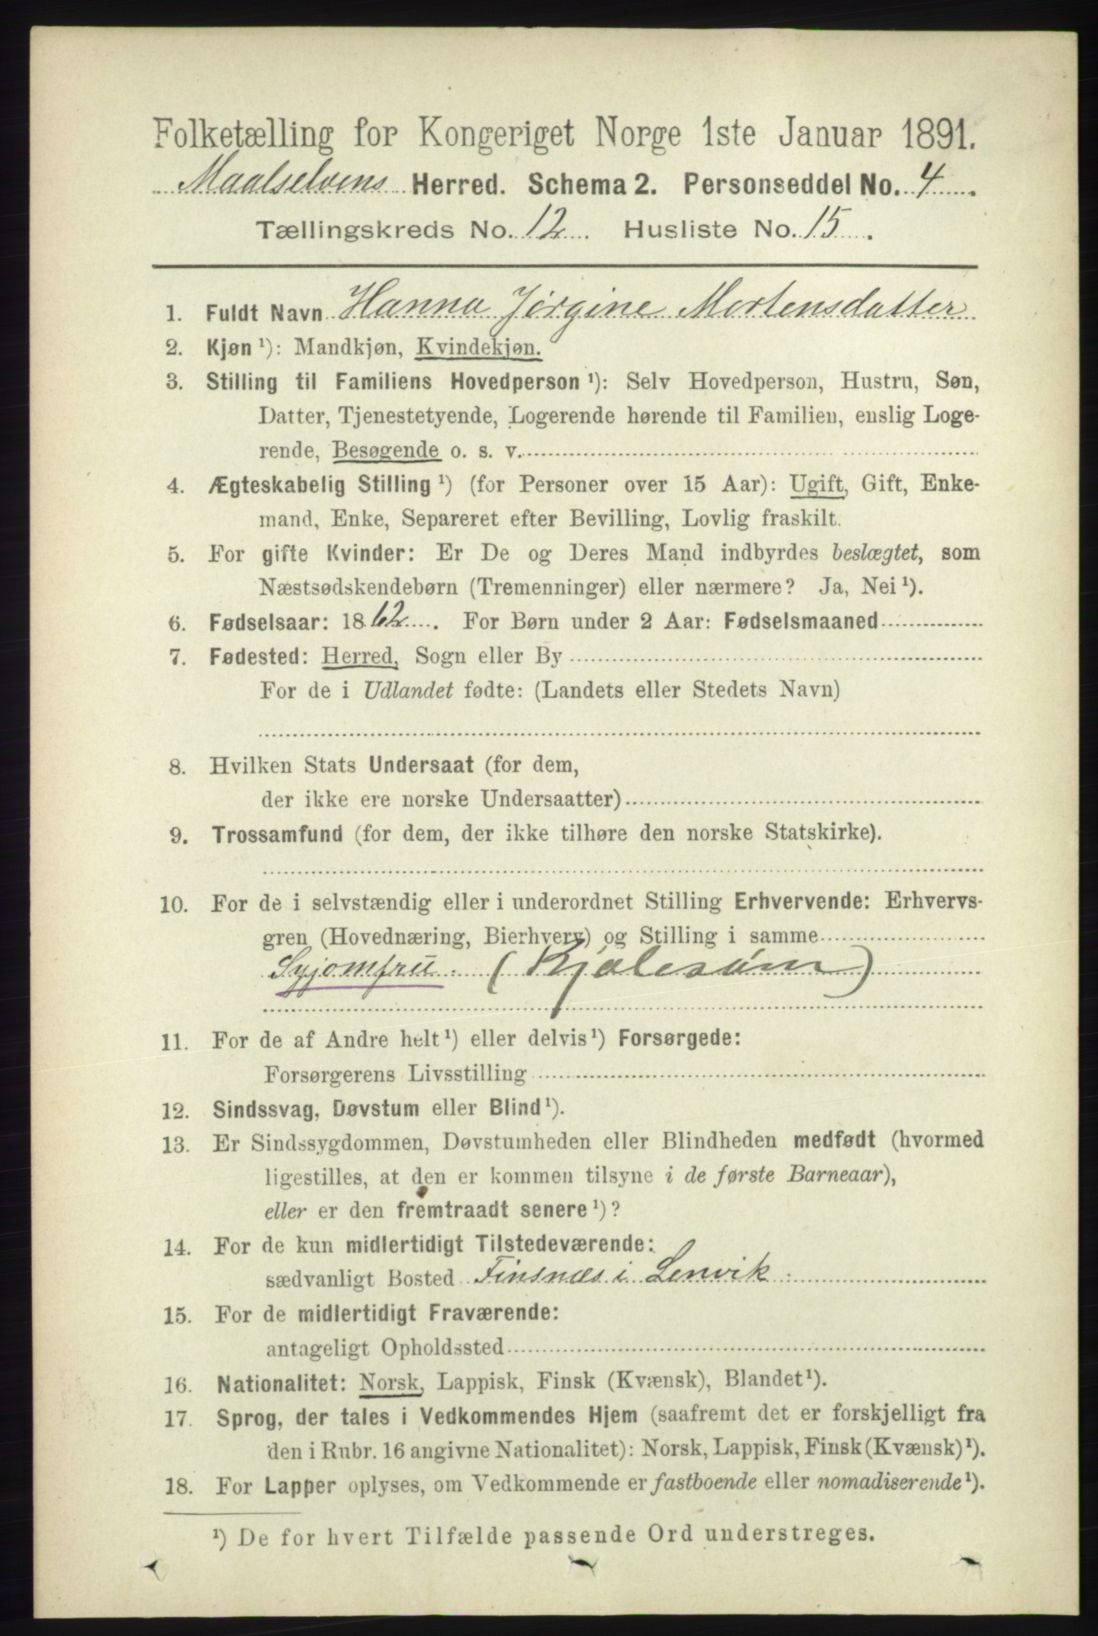 Folketælling for Kongeriget Norge 1ste Januar 1891.
Maalselvens Herred. Schema 2. Personseddel No. 4.
Tællingskreds No. 12. Husliste No. 15.
1. Fuldt Navn Hanna Jørgine Mortensdatter
2. Kjøn ¹): Mandkjøn, Kvindekjøn.
3. Stilling til Familiens Hovedperson ¹): Selv Hovedperson, Hustru, Søn,
Datter, Tjenestetyende, Logerende hørende til Familien, enslig Loge-
rende, Besøgende o. s. v.
4. Ægteskabelig Stilling ¹) (for Personer over 15 Aar): Ugift, Gift, Enke-
mand, Enke, Separeret efter Bevilling, Lovlig fraskilt.
5. For gifte Kvinder: Er De og Deres Mand indbyrdes beslægtet, som
Næstsødskendebørn (Tremenninger) eller nærmere? Ja, Nei ¹).
6. Fødselsaar: 1862. For Børn under 2 Aar: Fødselsmaaned
7. Fødested: Herred, Sogn eller By
For de i Udlandet fødte: (Landets eller Stedets Navn)
8. Hvilken Stats Undersaat (for dem,
der ikke ere norske Undersaatter)
9. Trossamfund (for dem, der ikke tilhøre den norske Statskirke).
10. For de i selvstændig eller i underordnet Stilling Erhvervende: Erhvervs-
gren (Hovednæring, Bierhverv) og Stilling i samme
Syjomfru. (Kjolesøm)
11. For de af Andre helt ¹) eller delvis ¹) Forsørgede:
Forsørgerens Livsstilling
12. Sindssvag, Døvstum eller Blind ¹).
13. Er Sindssygdommen, Døvstumheden eller Blindheden medfødt (hvormed
ligestilles, at den er kommen tilsyne i de første Barneaar),
eller er den fremtraadt senere ¹)?
14. For de kun midlertidigt Tilstedeværende:
sædvanligt Bosted Finsnæs i Lenvik.
15. For de midlertidigt Fraværende:
antageligt Opholdssted
16. Nationalitet: Norsk, Lappisk, Finsk (Kvænsk), Blandet ¹).
17. Sprog, der tales i Vedkommendes Hjem (saafremt det er forskjelligt fra
den i Rubr. 16 angivne Nationalitet): Norsk, Lappisk, Finsk (Kvænsk) ¹).
18. For Lapper oplyses, om Vedkommende er fastboende eller nomadiserende ¹).
¹) De for hvert Tilfælde passende Ord understreges.